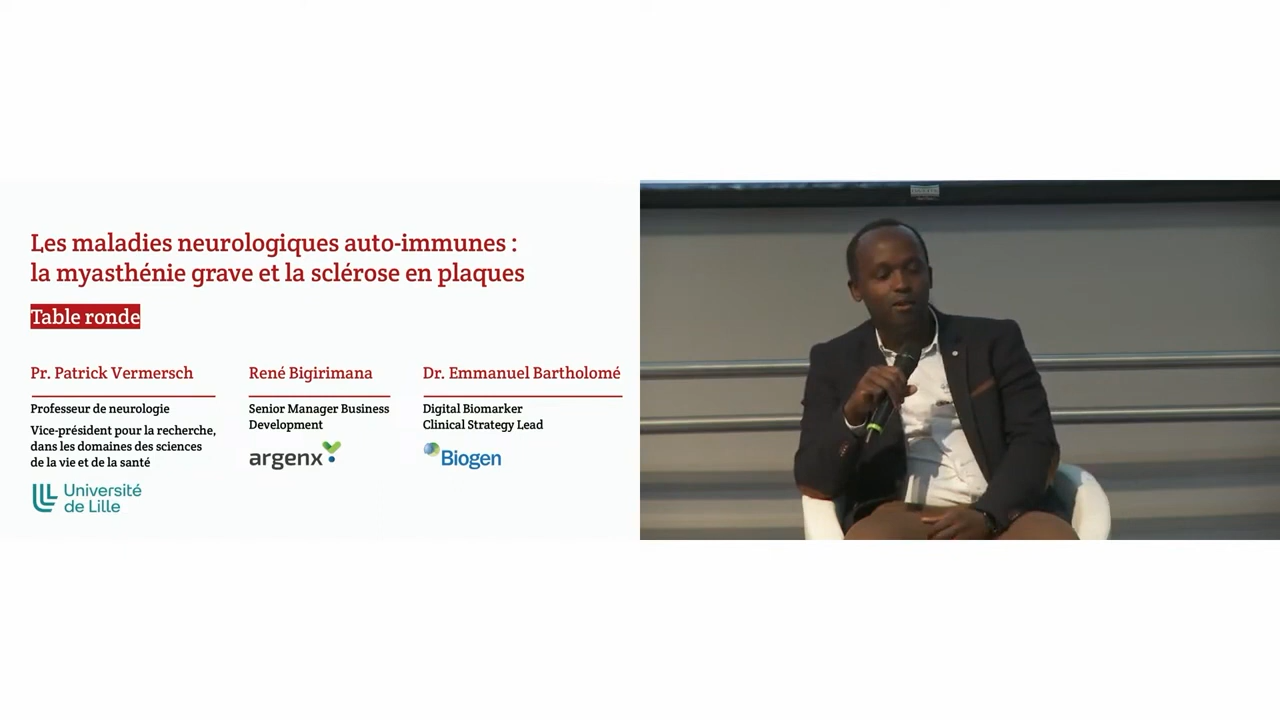 Les maladies neurologiques auto-immunes :
la myasthénie grave et la sclérose en plaques
Table ronde
Pr. Patrick Vermersch
Professeur de neurologie
Vice-président pour la recherche,
dans les domaines des sciences
de la vie et de la santé
Université
de Lille
René Bigirimana
Senior Manager Business
Development
argenx
Dr. Emmanuel Bartholomé
Digital Biomarker
Clinical Strategy Lead
Biogen